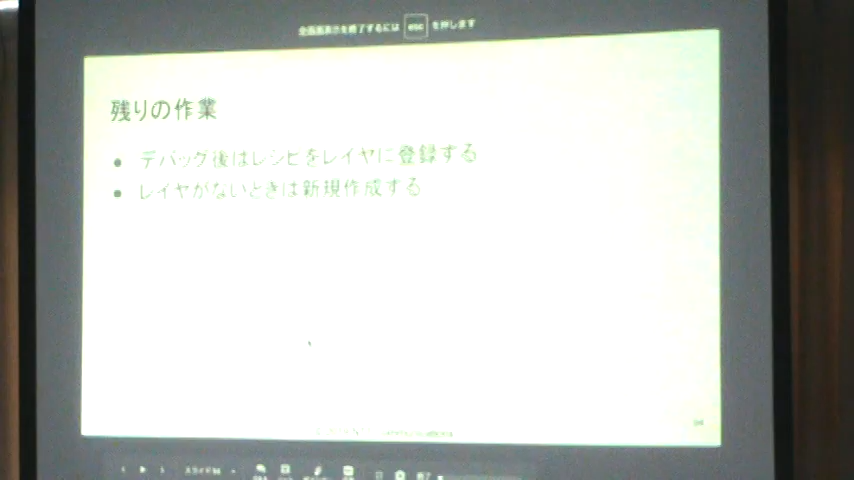 全画面表示を終了するには esc を押します
残りの作業
● デバッグ後はレシピをレイヤに登録する
● レイヤがないときは新規作成する